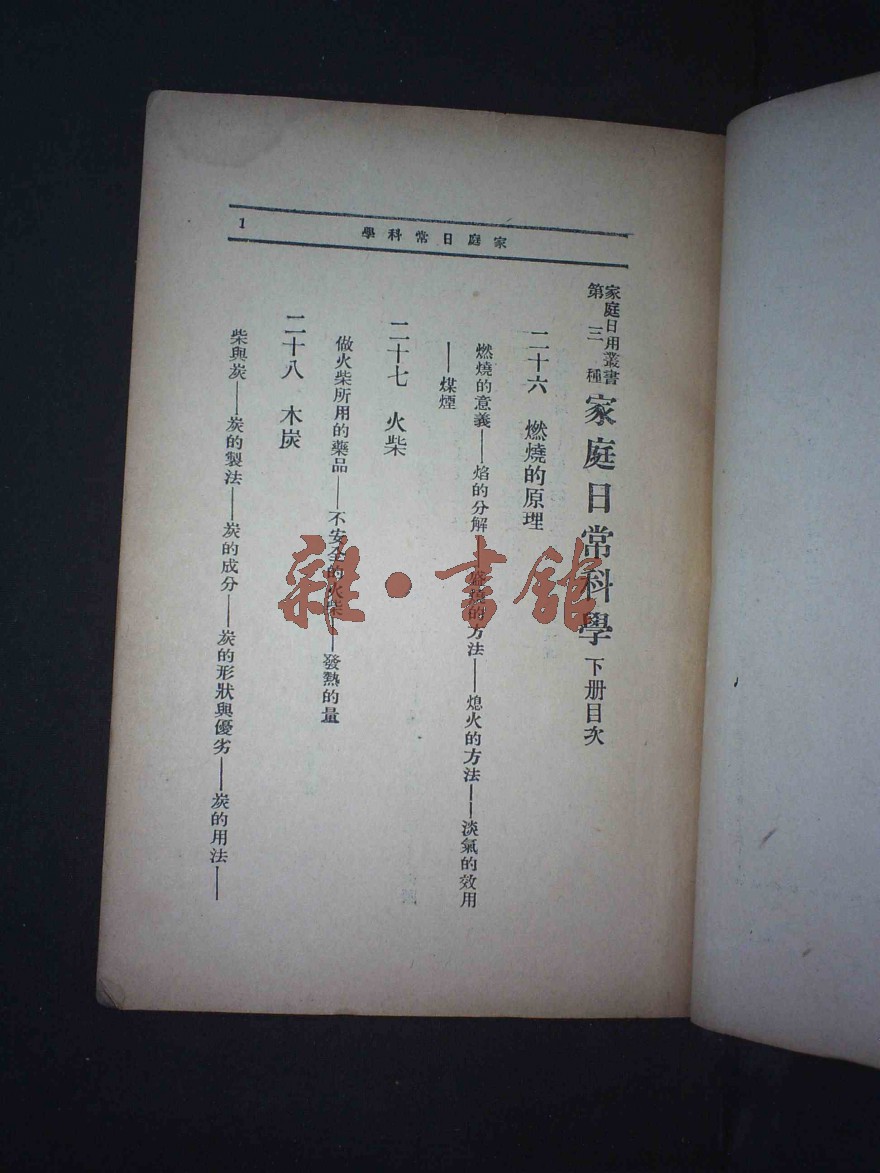 1
家庭日常科學
家庭日用叢書
第三種
家庭日常科學 下册目次
二十六 燃燒的原理
燃燒的意義——焰的分解——盛燒的方法——熄火的方法——淡氣的效用
——煤煙
二十七 火柴
做火柴所用的藥品——不安全的火柴——發熱的量
二十八 木炭
柴與炭——炭的製法——炭的成分——炭的形狀與優劣——炭的用法——
雜·書舘